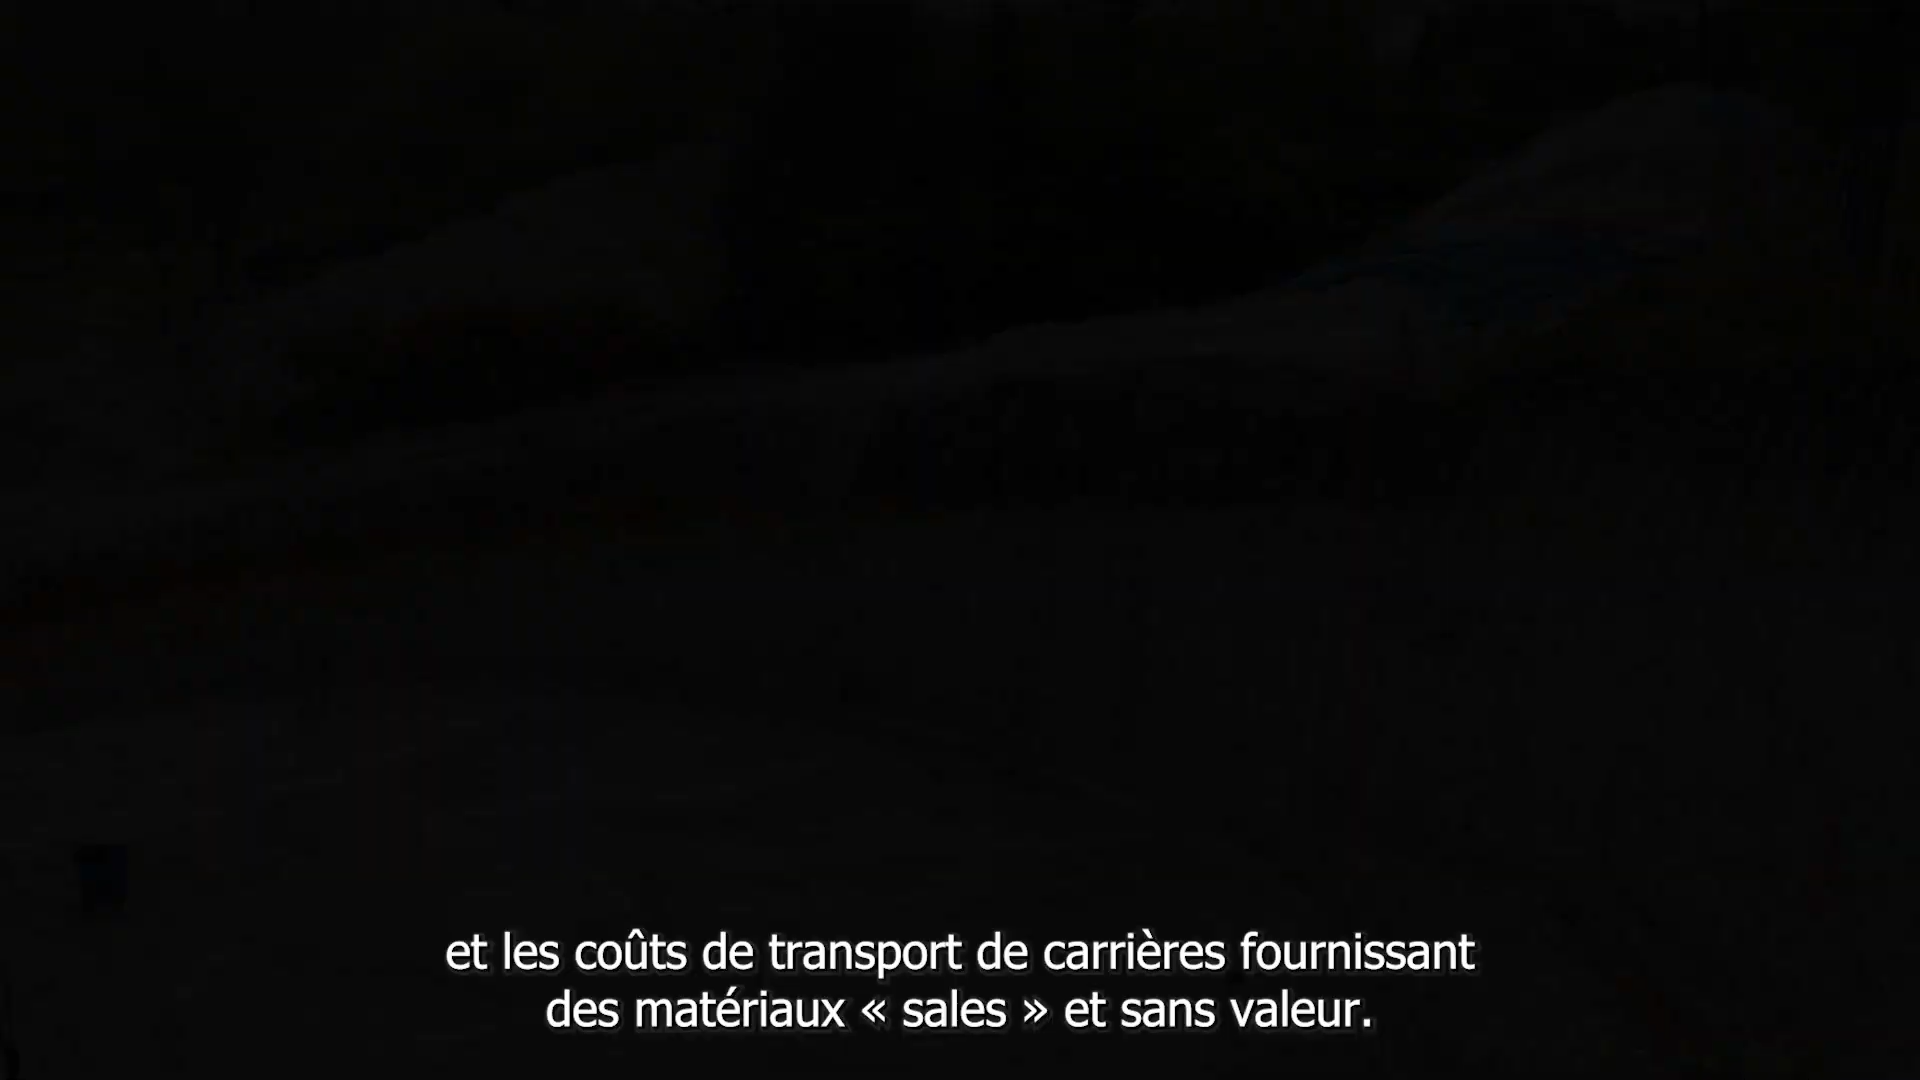 et les coûts de transport de carrières fournissant
des matériaux « sales » et sans valeur.